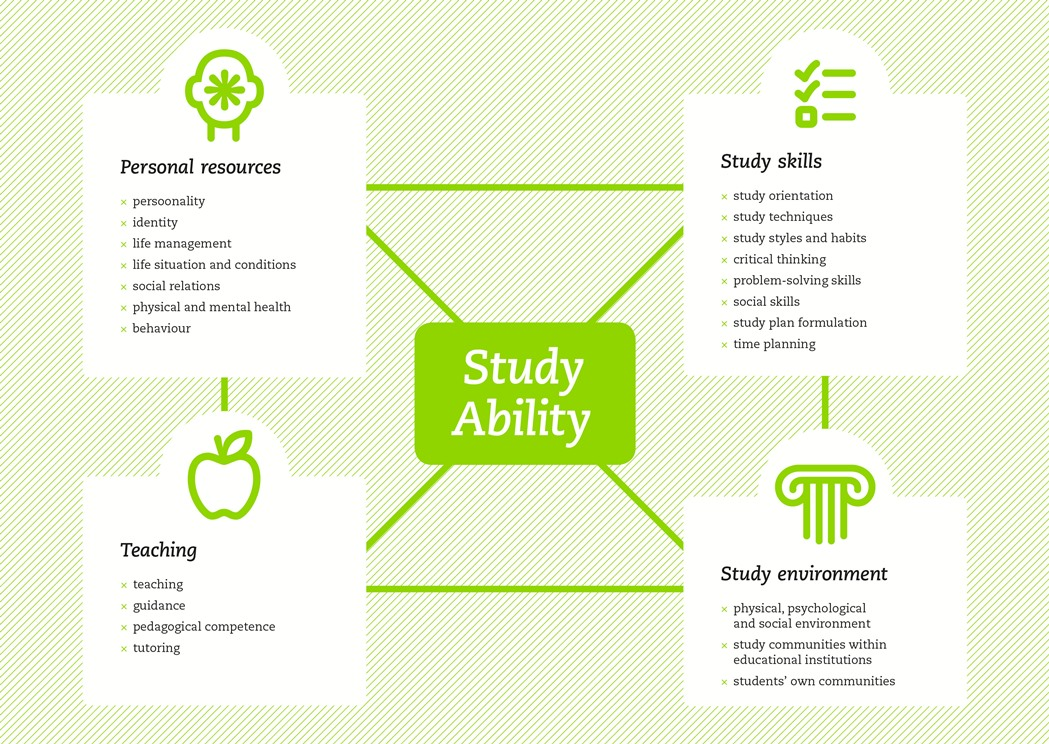 Personal resources
× persoonality
× identity
× life management
× life situation and conditions
× social relations
× physical and mental health
× behaviour
Study skills
× study orientation
× study techniques
× study styles and habits
× critical thinking
× problem-solving skills
× social skills
× study plan formulation
× time planning
Study
Ability
Teaching
× teaching
× guidance
× pedagogical competence
× tutoring
Study environment
× physical, psychological
and social environment
× study communities within
educational institutions
× students’ own communities